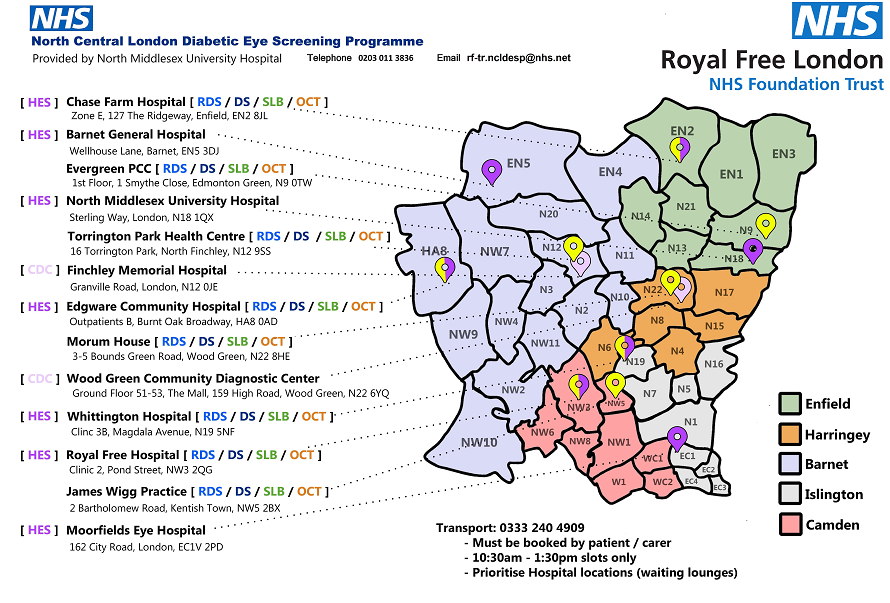 NHS
North Central London Diabetic Eye Screening Programme
Provided by North Middlesex University Hospital Telephone 0203 011 3836 Email rf-tr.ncldesp@nhs.net
NHS
Royal Free London
NHS Foundation Trust
[ HES ] Chase Farm Hospital [ RDS / DS / SLB / OCT ]
Zone E, 127 The Ridgeway, Enfield, EN2 8JL
[ HES ] Barnet General Hospital
Wellhouse Lane, Barnet, EN5 3DJ
Evergreen PCC [ RDS / DS / SLB / OCT ]
1st Floor, 1 Smythe Close, Edmonton Green, N9 0TW
[ HES ] North Middlesex University Hospital
Sterling Way, London, N18 1QX
Torrington Park Health Centre [ RDS / DS / SLB / OCT ]
16 Torrington Park, North Finchley, N12 9SS
[ CDC ] Finchley Memorial Hospital
Granville Road, London, N12 0JE
[ HES ] Edgware Community Hospital [ RDS / DS / SLB / OCT ]
Outpatients B, Burnt Oak Broadway, HA8 0AD
Morum House [ RDS / DS / SLB / OCT ]
3-5 Bounds Green Road, Wood Green, N22 8HE
[ CDC ] Wood Green Community Diagnostic Center
Ground Floor 51-53, The Mall, 159 High Road, Wood Green, N22 6YQ
[ HES ] Whittington Hospital [ RDS / DS / SLB / OCT ]
Clinc 3B, Magdala Avenue, N19 5NF
[ HES ] Royal Free Hospital [ RDS / DS / SLB / OCT ]
Clinic 2, Pond Street, NW3 2QG
James Wigg Practice [ RDS / DS / SLB / OCT ]
2 Bartholomew Road, Kentish Town, NW5 2BX
[ HES ] Moorfields Eye Hospital
162 City Road, London, EC1V 2PD
EN2
EN3
EN5
EN4
EN1
N21
N20
N14
N9
HA8
NW7
N12
N11
N13
N18
N3
N10
N22
N17
N2
NW4
N8
N15
NW9
NW11
N6
N4
N19
N16
NW2
N7
N5
NW3
NW5
N1
NW10
NW6
NW8
NW1
WC1
EC1
EC2
W1
WC2
EC4
EC3
Enfield
Harringey
Barnet
Islington
Camden
Transport: 0333 240 4909
- Must be booked by patient / carer
- 10:30am - 1:30pm slots only
- Prioritise Hospital locations (waiting lounges)